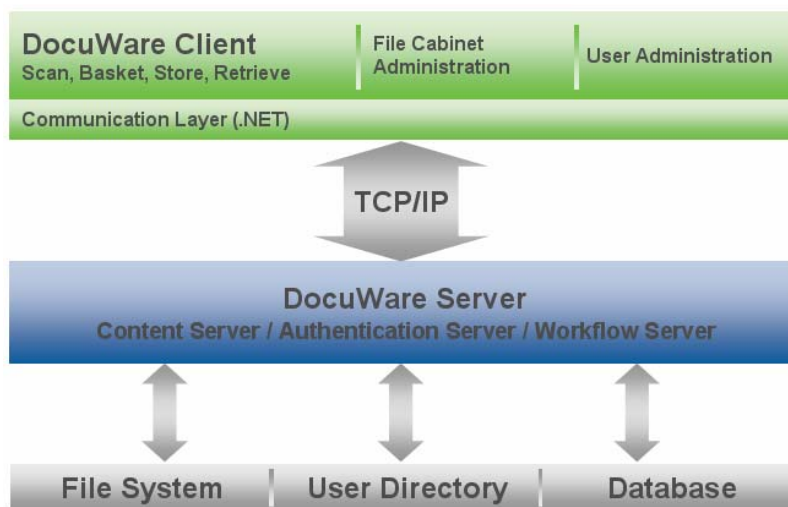 DocuWare Client
Scan, Basket, Store, Retrieve
File Cabinet
Administration
User Administration
Communication Layer (.NET)
TCP/IP
DocuWare Server
Content Server / Authentication Server / Workflow Server
File System
User Directory
Database